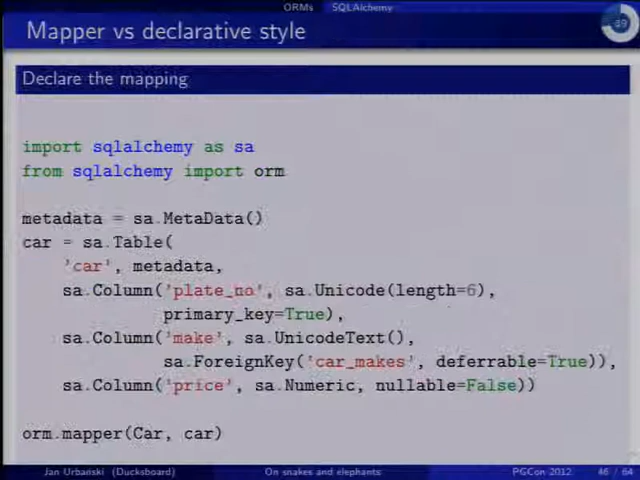 ORMs SQLAlchemy
Mapper vs declarative style
Declare the mapping
import sqlalchemy as sa
from sqlalchemy import orm
metadata = sa.MetaData()
car = sa.Table(
'car', metadata,
sa.Column('plate_no', sa.Unicode(length=6),
primary_key=True),
sa.Column('make', sa.UnicodeText(),
sa.ForeignKey('car_makes', deferrable=True)),
sa.Column('price', sa.Numeric, nullable=False))
orm.mapper(Car, car)
Jan Urbański (Ducksboard) On snakes and elephants PGCon 2012 46 / 64